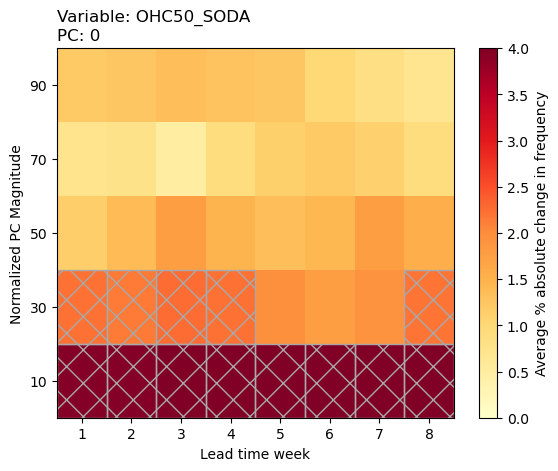 Variable: OHC50_SODA
PC: 0
90
70
50
30
10
Normalized PC Magnitude
1 2 3 4 5 6 7 8
Lead time week
4.0
3.5
3.0
2.5
2.0
1.5
1.0
0.5
0.0
Average % absolute change in frequency